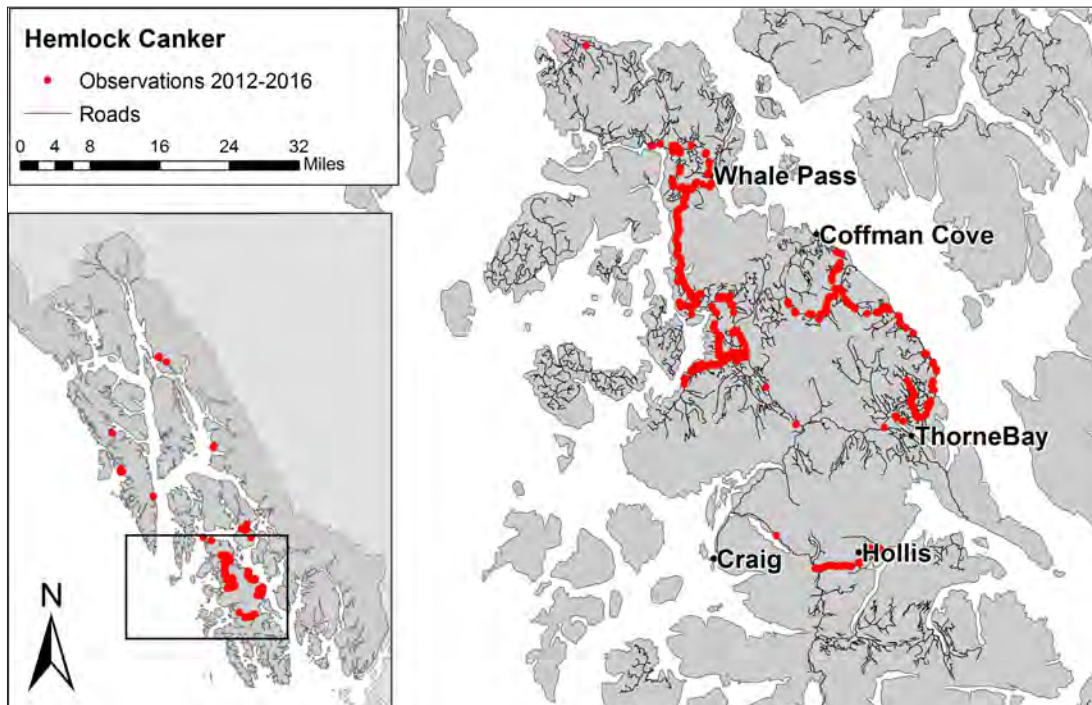 Hemlock Canker
Observations 2012-2016
Roads
0 4 8 16 24 32
Miles
Whale Pass
Coffman Cove
ThorneBay
Craig
Hollis
N